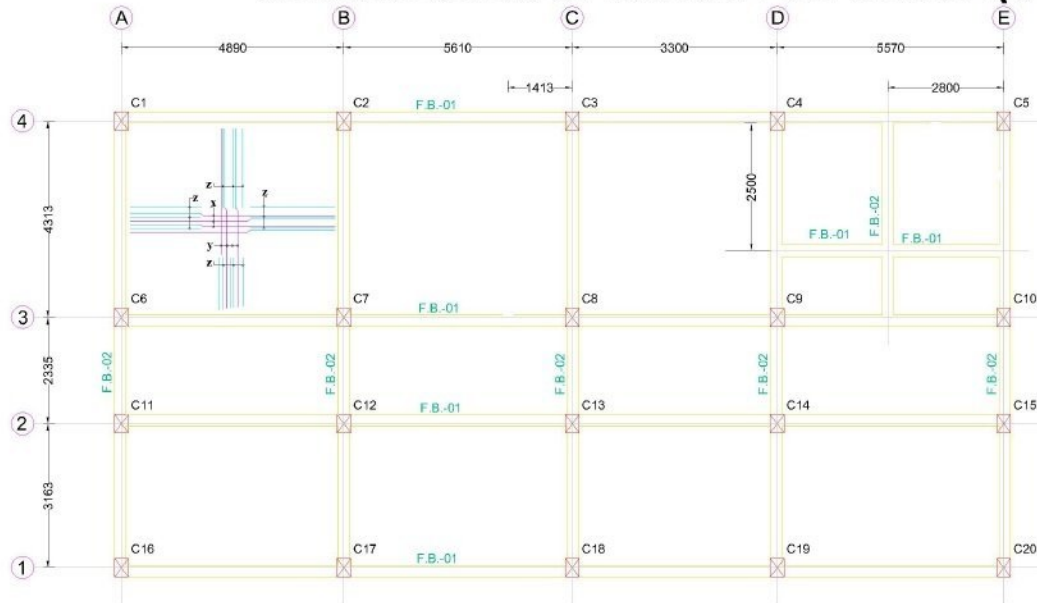 A B C D E
4890 5610 3300 5570
1413 2800
C1 C2 F.B.-01 C3 C4 C5
4
z
z x z
y
z
4313
2500
F.B.-02
F.B.-01 F.B.-01
C6 C7 C8 C9 C10
3
F.B.-01
2335
F.B.-02 F.B.-02 F.B.-02 F.B.-02 F.B.-02
C11 C12 F.B.-01 C13 C14 C15
2
3163
C16 C17 F.B.-01 C18 C19 C20
1